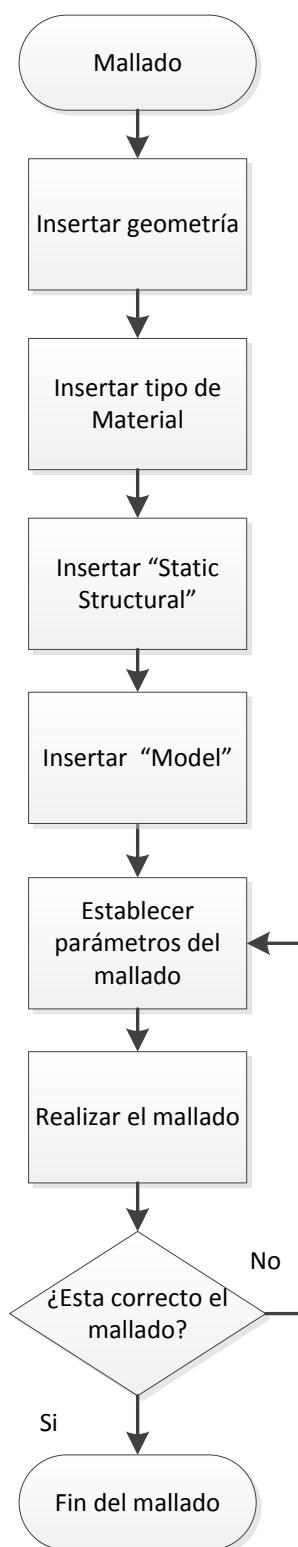 Mallado
Insertar geometría
Insertar tipo de
Material
Insertar “Static
Structural”
Insertar “Model”
Establecer
parámetros del
mallado
Realizar el mallado
¿Esta correcto el
mallado?
No
Si
Fin del mallado